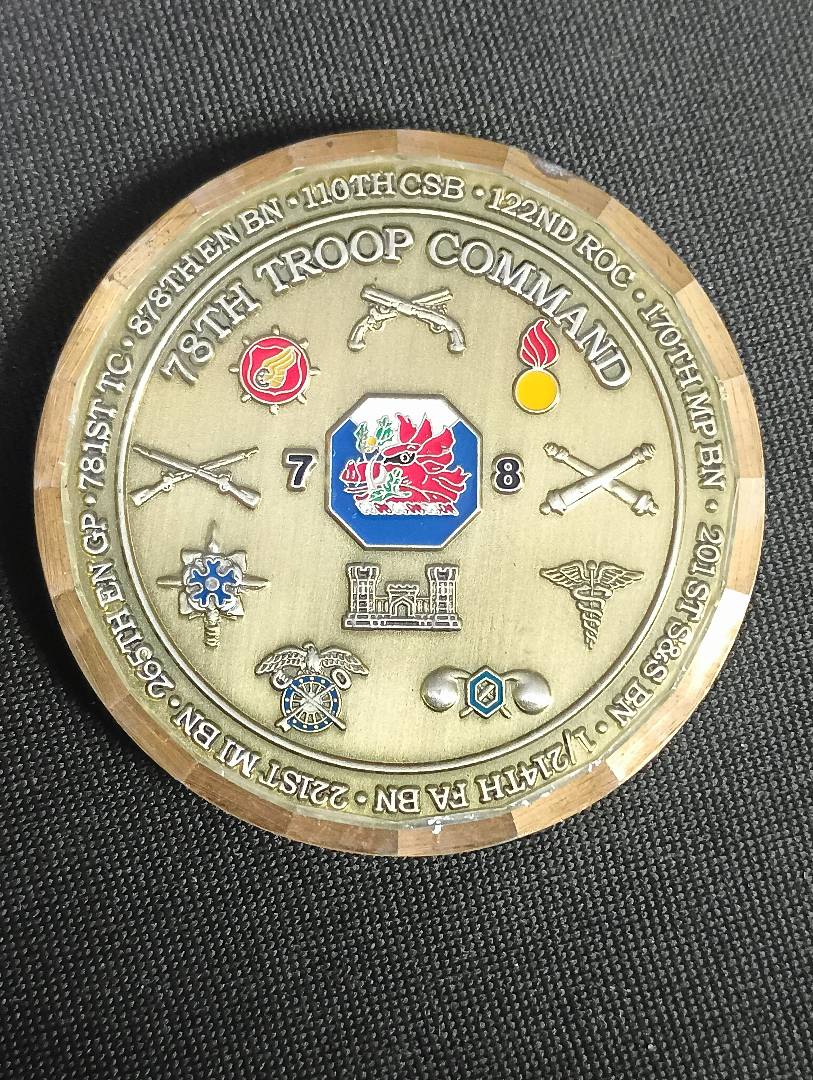 110TH CSB • 122ND ROC • 170TH MP BN • 201ST S&S BN • 1/214TH FA BN • 221ST MI BN • 265TH EN GP • 781ST TC • 878TH EN BN •
78TH TROOP COMMAND
7 8